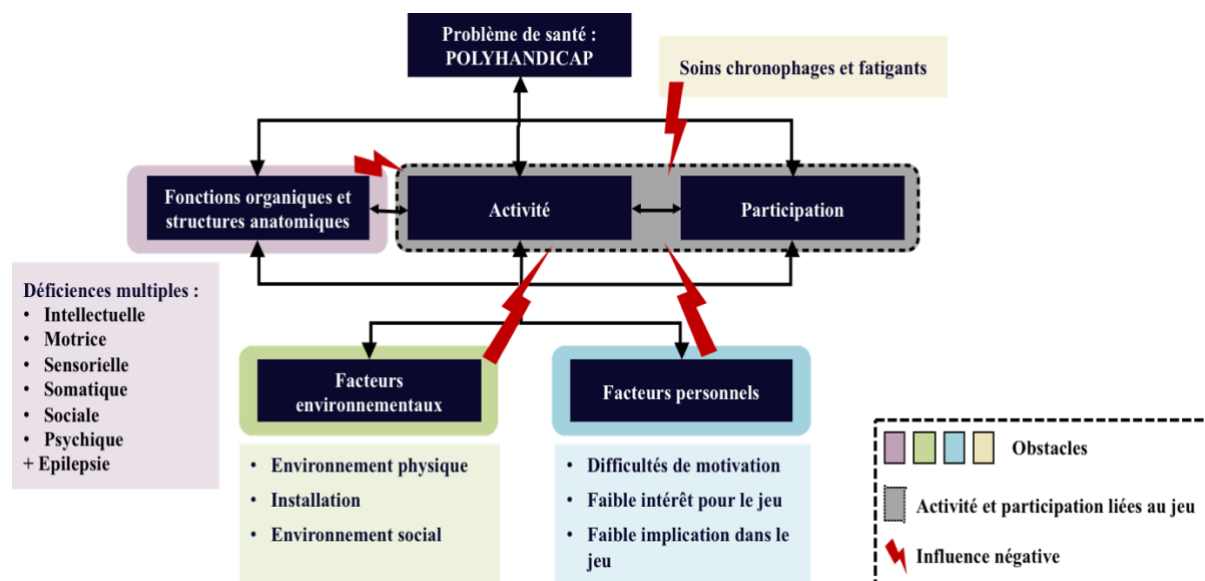 Problème de santé :
POLYHANDICAP
Soins chronophages et fatigants
Fonctions organiques et
structures anatomiques
Activité
Participation
Déficiences multiples :
• Intellectuelle
• Motrice
• Sensorielle
• Somatique
• Sociale
• Psychique
+ Epilepsie
Facteurs
environnementaux
Facteurs personnels
• Environnement physique
• Installation
• Environnement social
• Difficultés de motivation
• Faible intérêt pour le jeu
• Faible implication dans le
jeu
Obstacles
Activité et participation liées au jeu
Influence négative